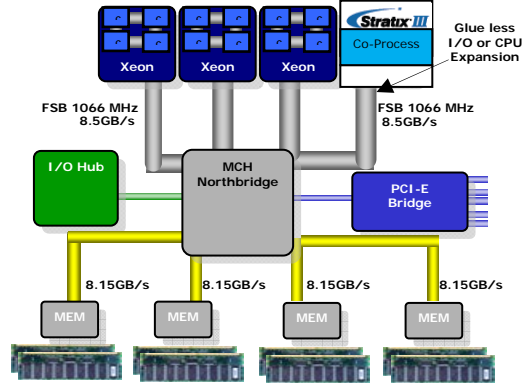 Stratix III
Co-Process
Xeon
Xeon
Xeon
Glue less
I/O or CPU
Expansion
FSB 1066 MHz
8.5GB/s
FSB 1066 MHz
8.5GB/s
I/O Hub
MCH
Northbridge
PCI-E
Bridge
8.15GB/s
8.15GB/s
8.15GB/s
8.15GB/s
MEM
MEM
MEM
MEM